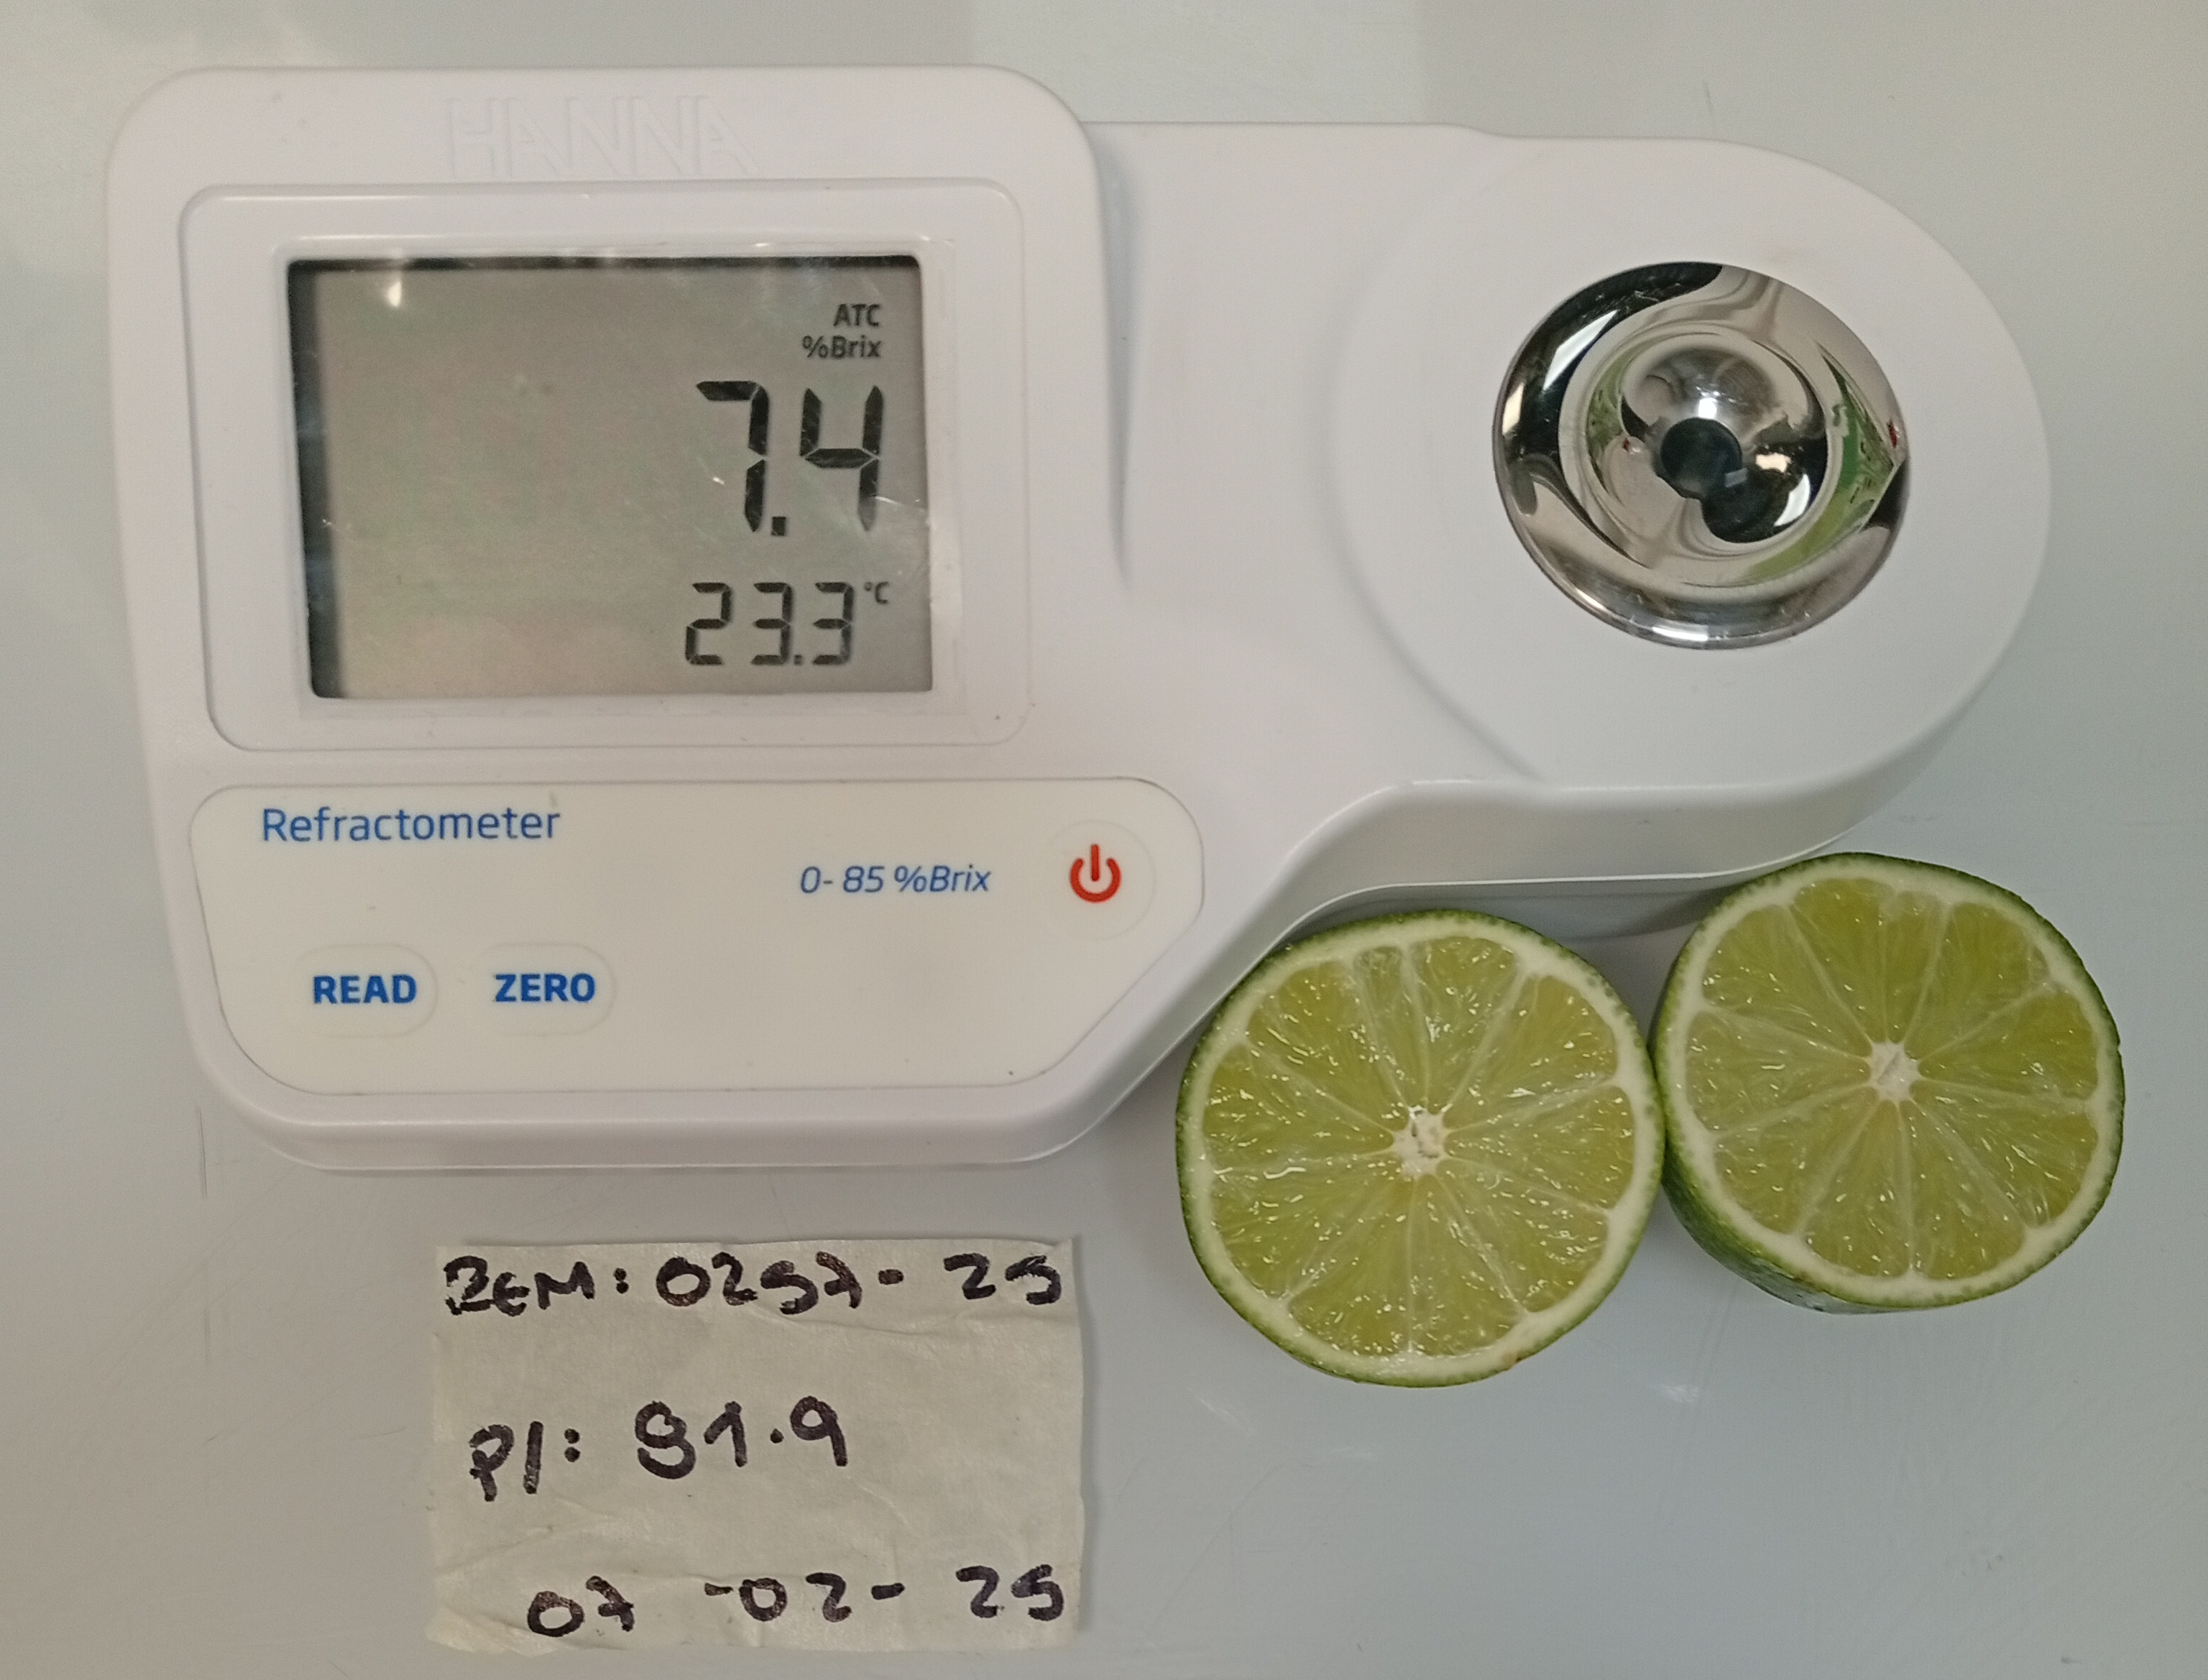 HANNA
ATC
%Brix
7.4
23.3 °C
Refractometer
0-85 %Brix
READ
ZERO
REM: 0257-25
P/: 81.9
07-02-25